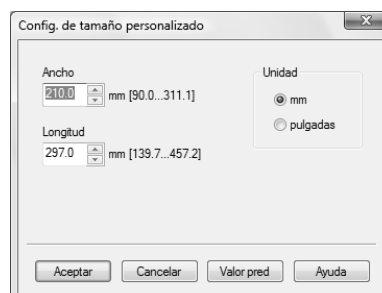 Config. de tamaño personalizado
Ancho
210.0 mm [90.0...311.1]
Longitud
297.0 mm [139.7...457.2]
Unidad
mm
pulgadas
Aceptar Cancelar Valor pred Ayuda